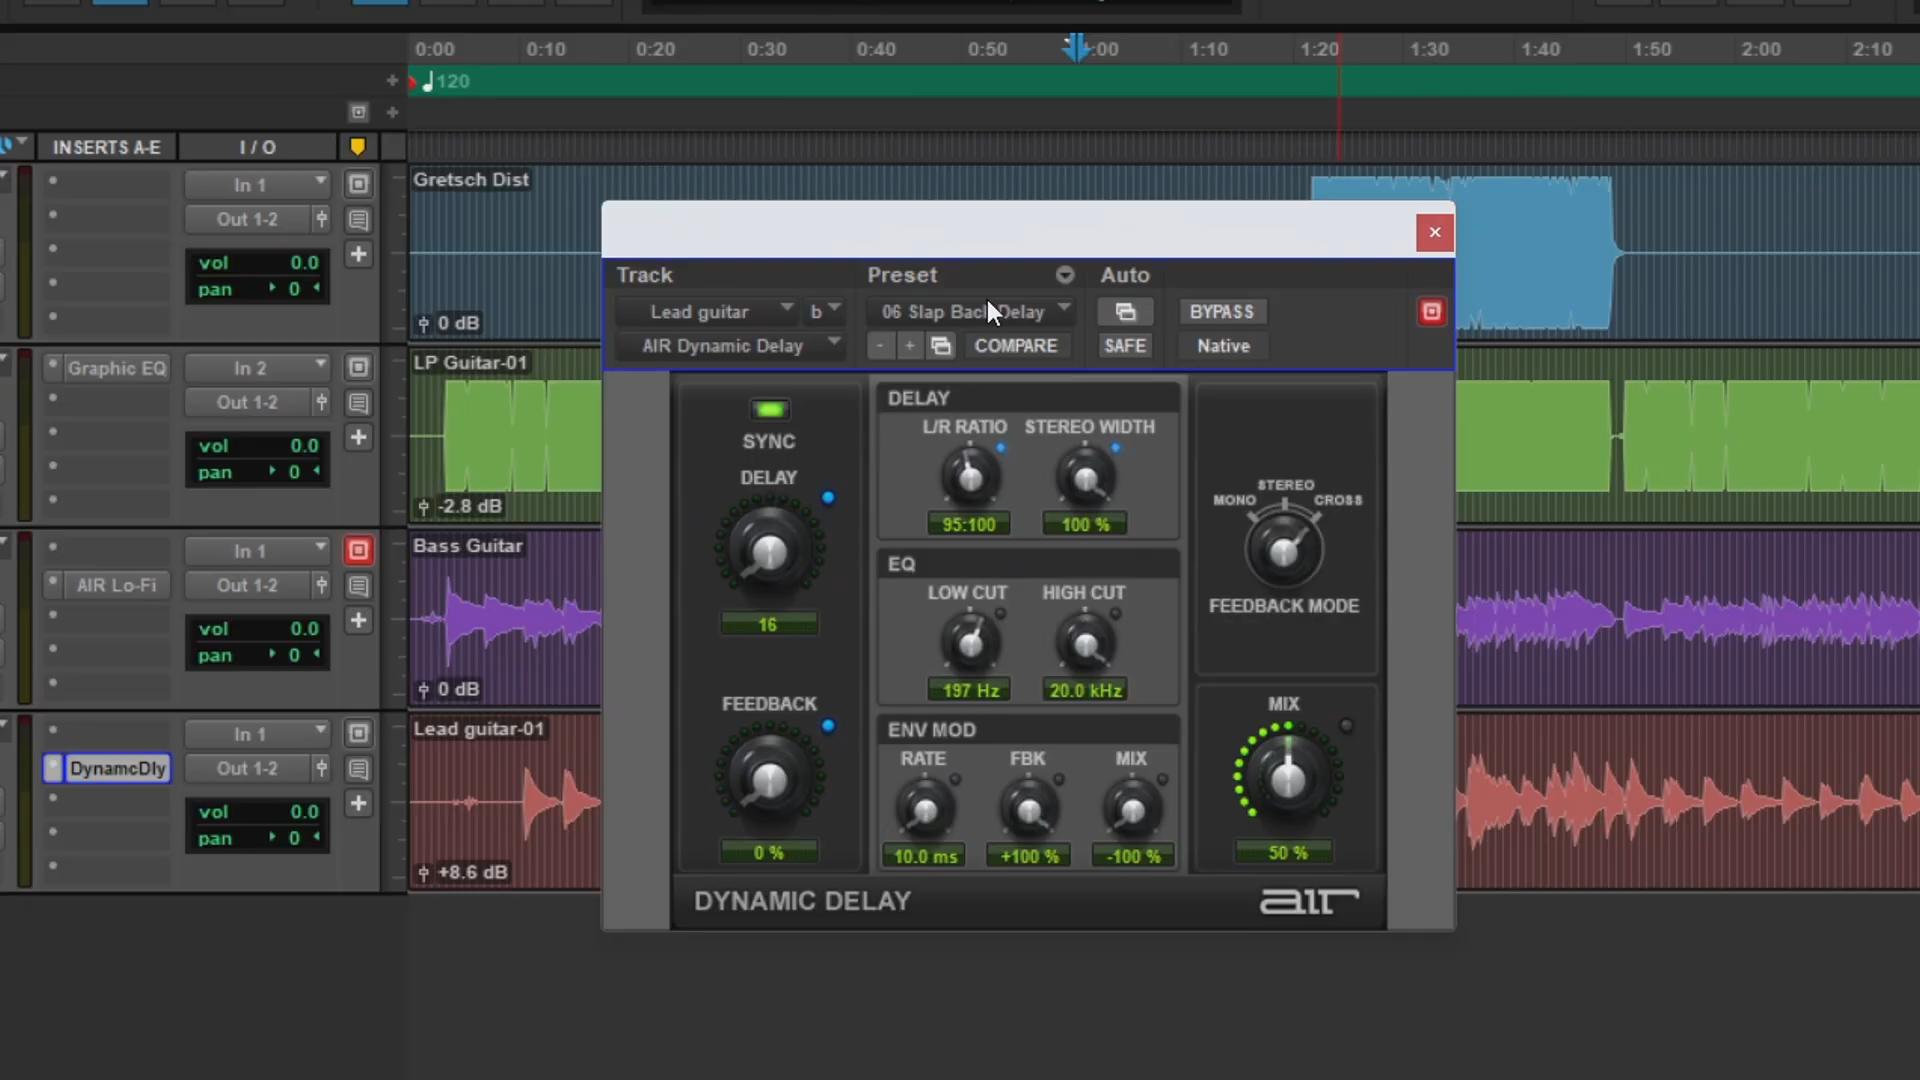 0:00 0:10 0:20 0:30 0:40 0:50 :00 1:10 1:20 1:30 1:40 1:50 2:00 2:10
120
INSERTS A-E I / O
In 1
Out 1-2
vol 0.0
pan 0
Gretsch Dist
0 dB
Graphic EQ
In 2
Out 1-2
vol 0.0
pan 0
LP Guitar-01
-2.8 dB
AIR Lo-Fi
In 1
Out 1-2
vol 0.0
pan 0
Bass Guitar
0 dB
DynamcDly
In 1
Out 1-2
vol 0.0
pan 0
Lead guitar-01
+8.6 dB
Track Preset Auto
Lead guitar b 06 Slap Back Delay BYPASS
AIR Dynamic Delay - + COMPARE SAFE Native
SYNC
DELAY
16
FEEDBACK
0 %
DELAY
L/R RATIO STEREO WIDTH
95:100 100 %
EQ
LOW CUT HIGH CUT
197 Hz 20.0 kHz
ENV MOD
RATE FBK MIX
10.0 ms +100 % -100 %
STEREO
MONO CROSS
FEEDBACK MODE
MIX
50 %
DYNAMIC DELAY air